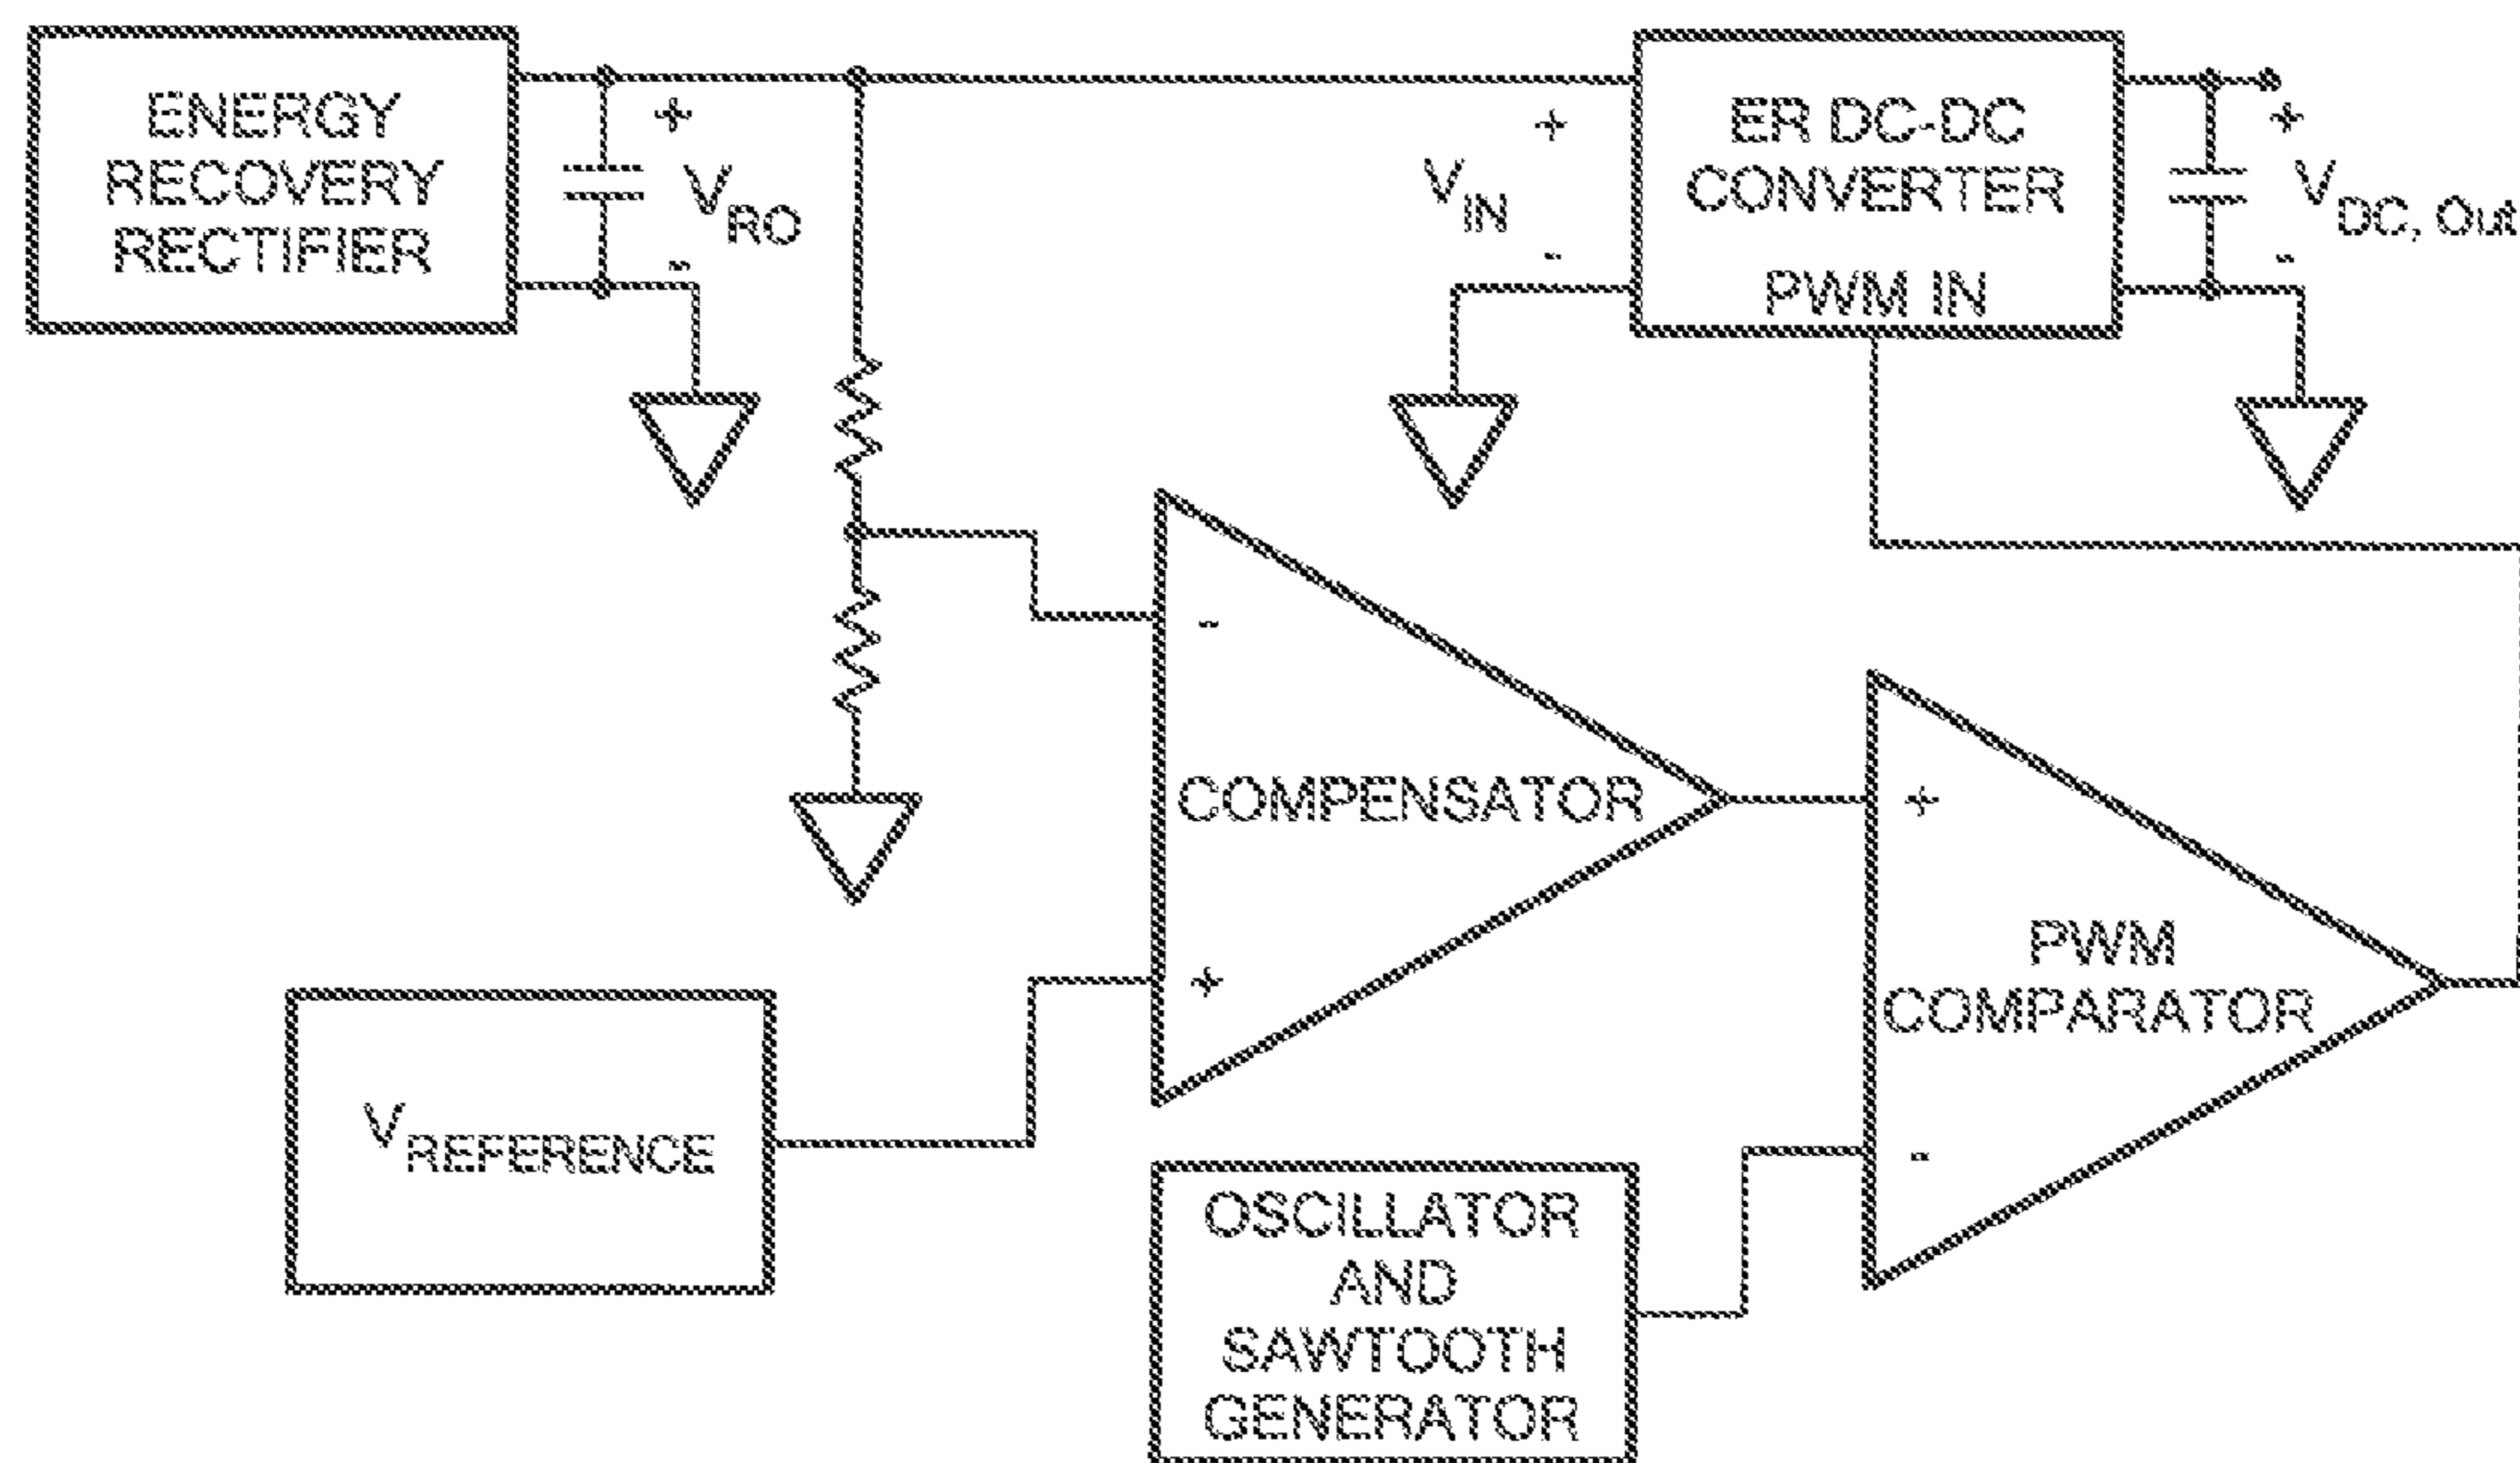 ENERGY
RECOVERY
RECTIFIER
+
V RO
-
+
V IN
-
ER DC-DC
CONVERTER
PWM IN
+
V DC, Out
-
-
COMPENSATOR
+
+
PWM
COMPARATOR
-
V REFERENCE
OSCILLATOR
AND
SAWTOOTH
GENERATOR